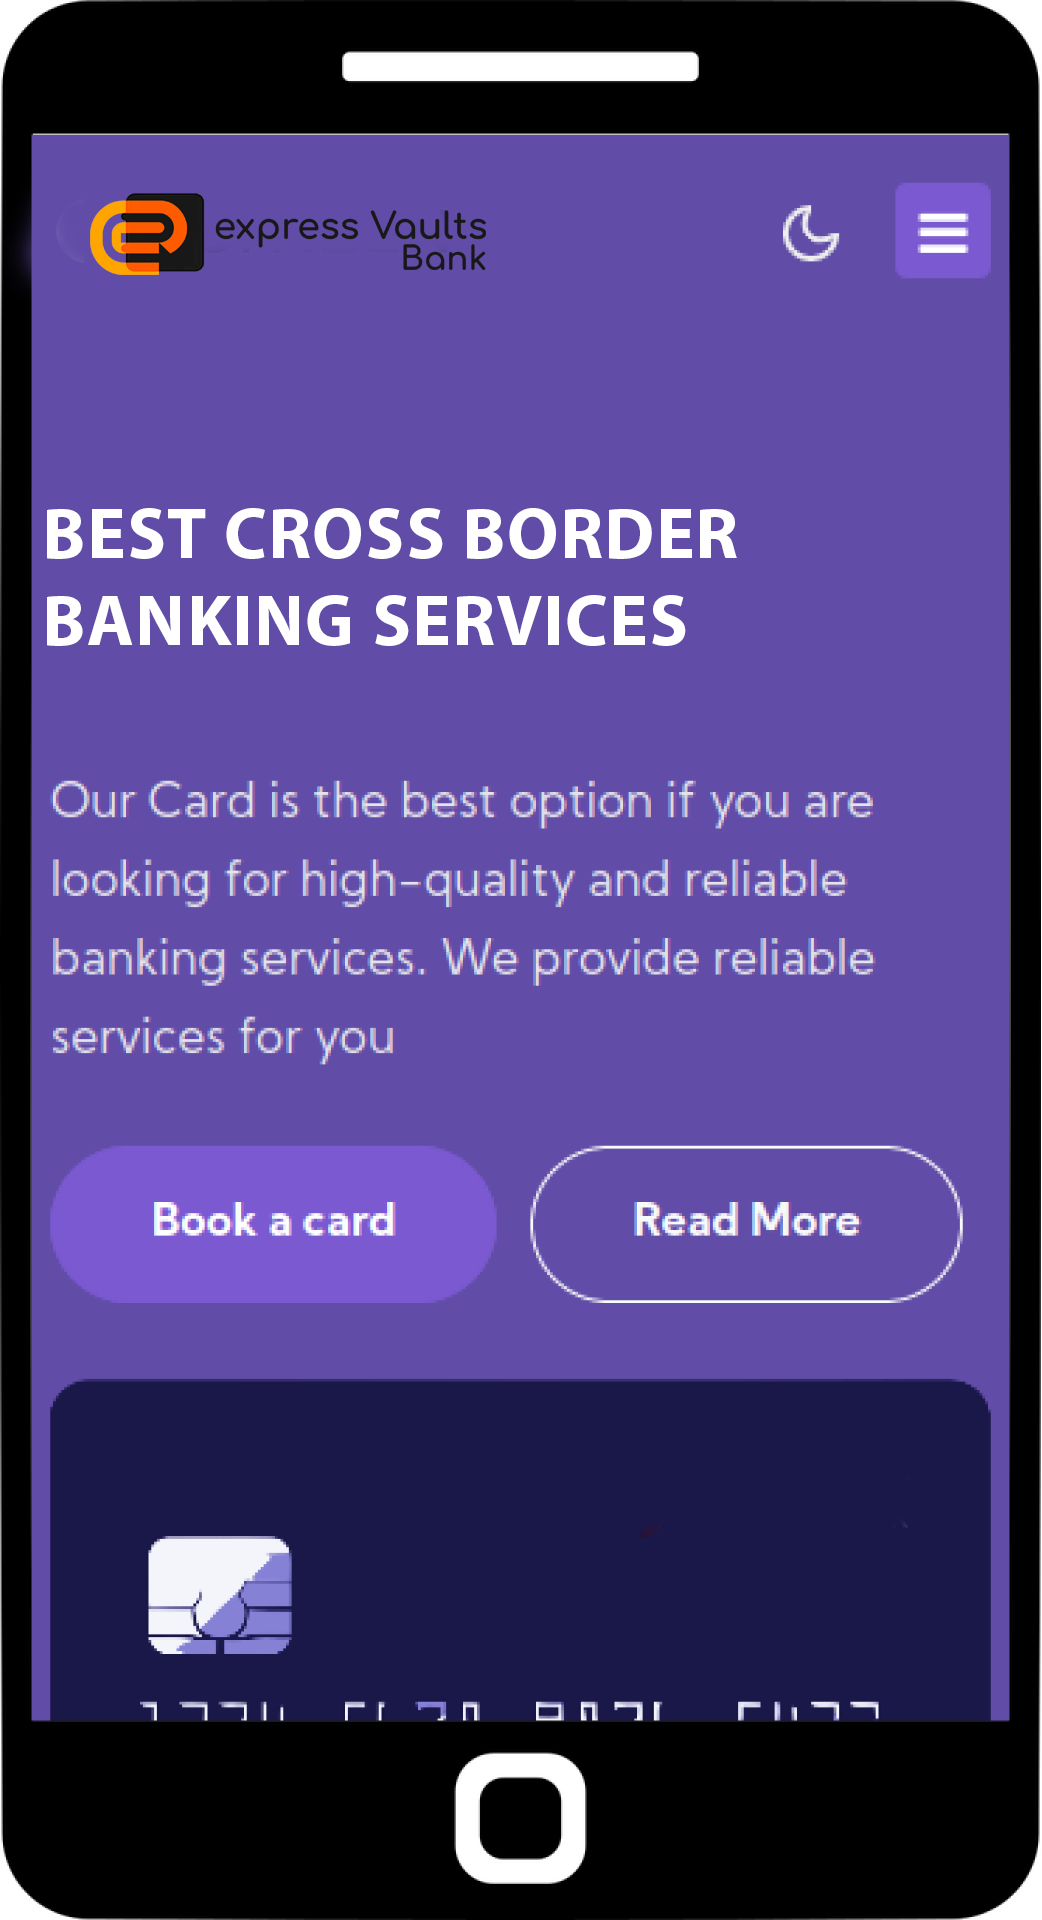 express Vaults
Bank
BEST CROSS BORDER
BANKING SERVICES
Our Card is the best option if you are
looking for high-quality and reliable
banking services. We provide reliable
services for you
Book a card
Read More